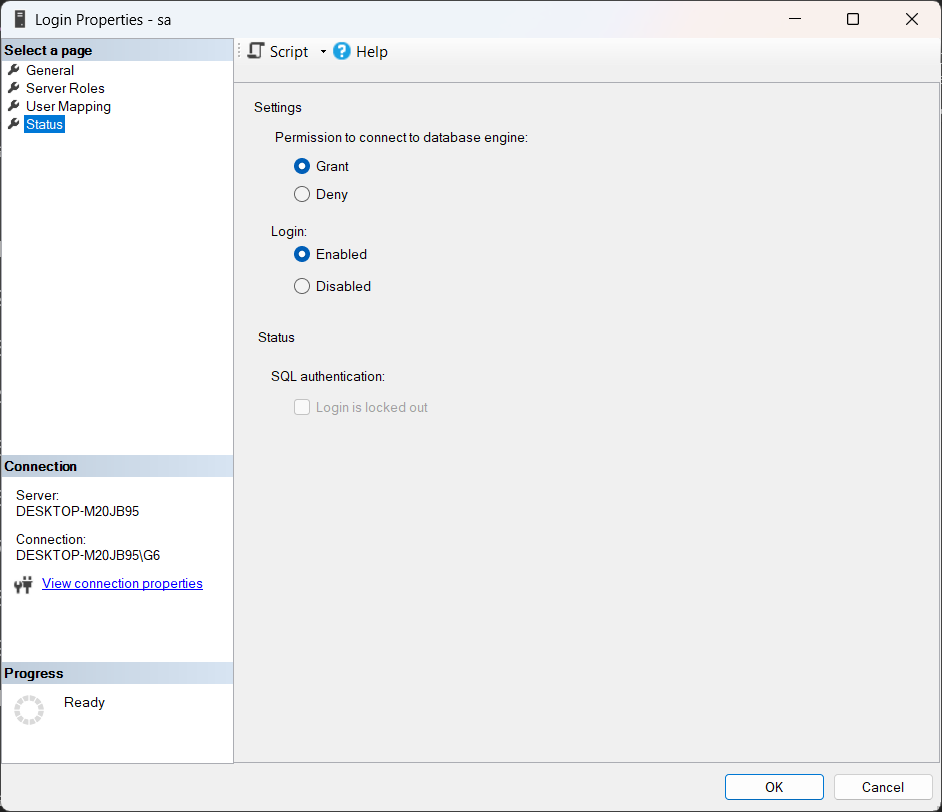 Login Properties - sa
Select a page
General
Server Roles
User Mapping
Status
Script
Help
Settings
Permission to connect to database engine:
Grant
Deny
Login:
Enabled
Disabled
Status
SQL authentication:
Login is locked out
Connection
Server:
DESKTOP-M20JB95
Connection:
DESKTOP-M20JB95\G6
View connection properties
Progress
Ready
OK
Cancel